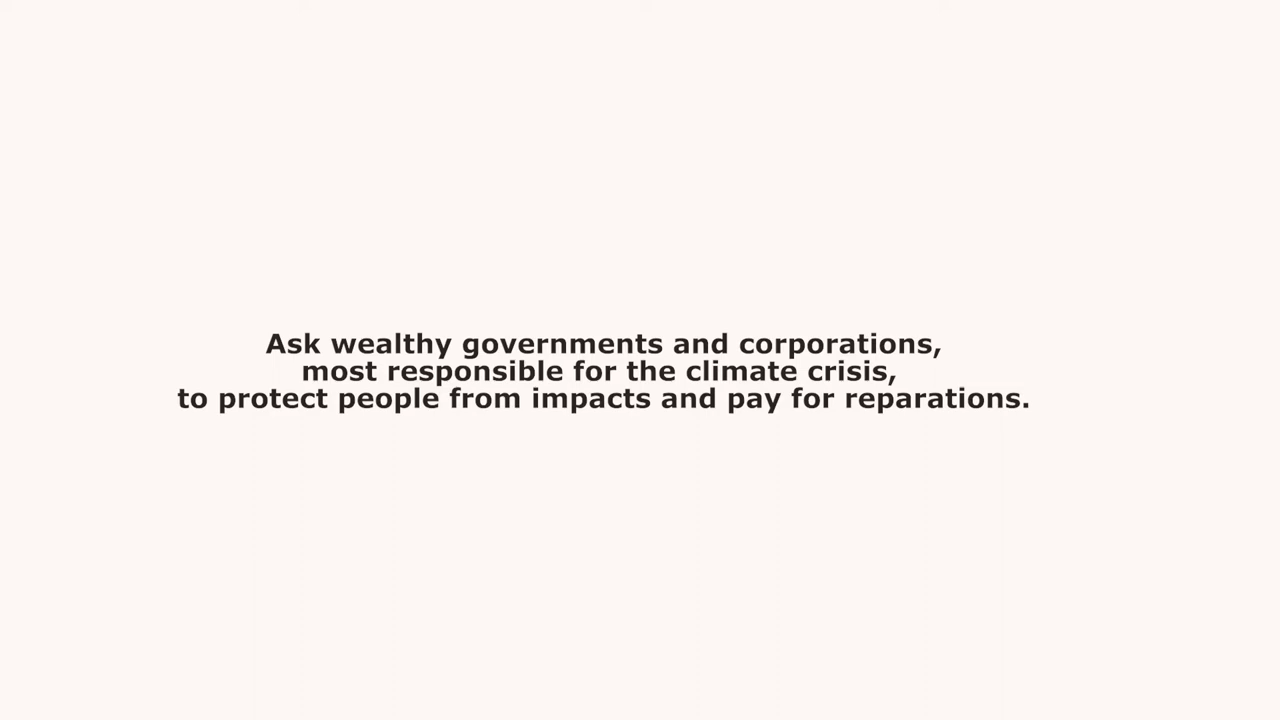 Ask wealthy governments and corporations,
most responsible for the climate crisis,
to protect people from impacts and pay for reparations.